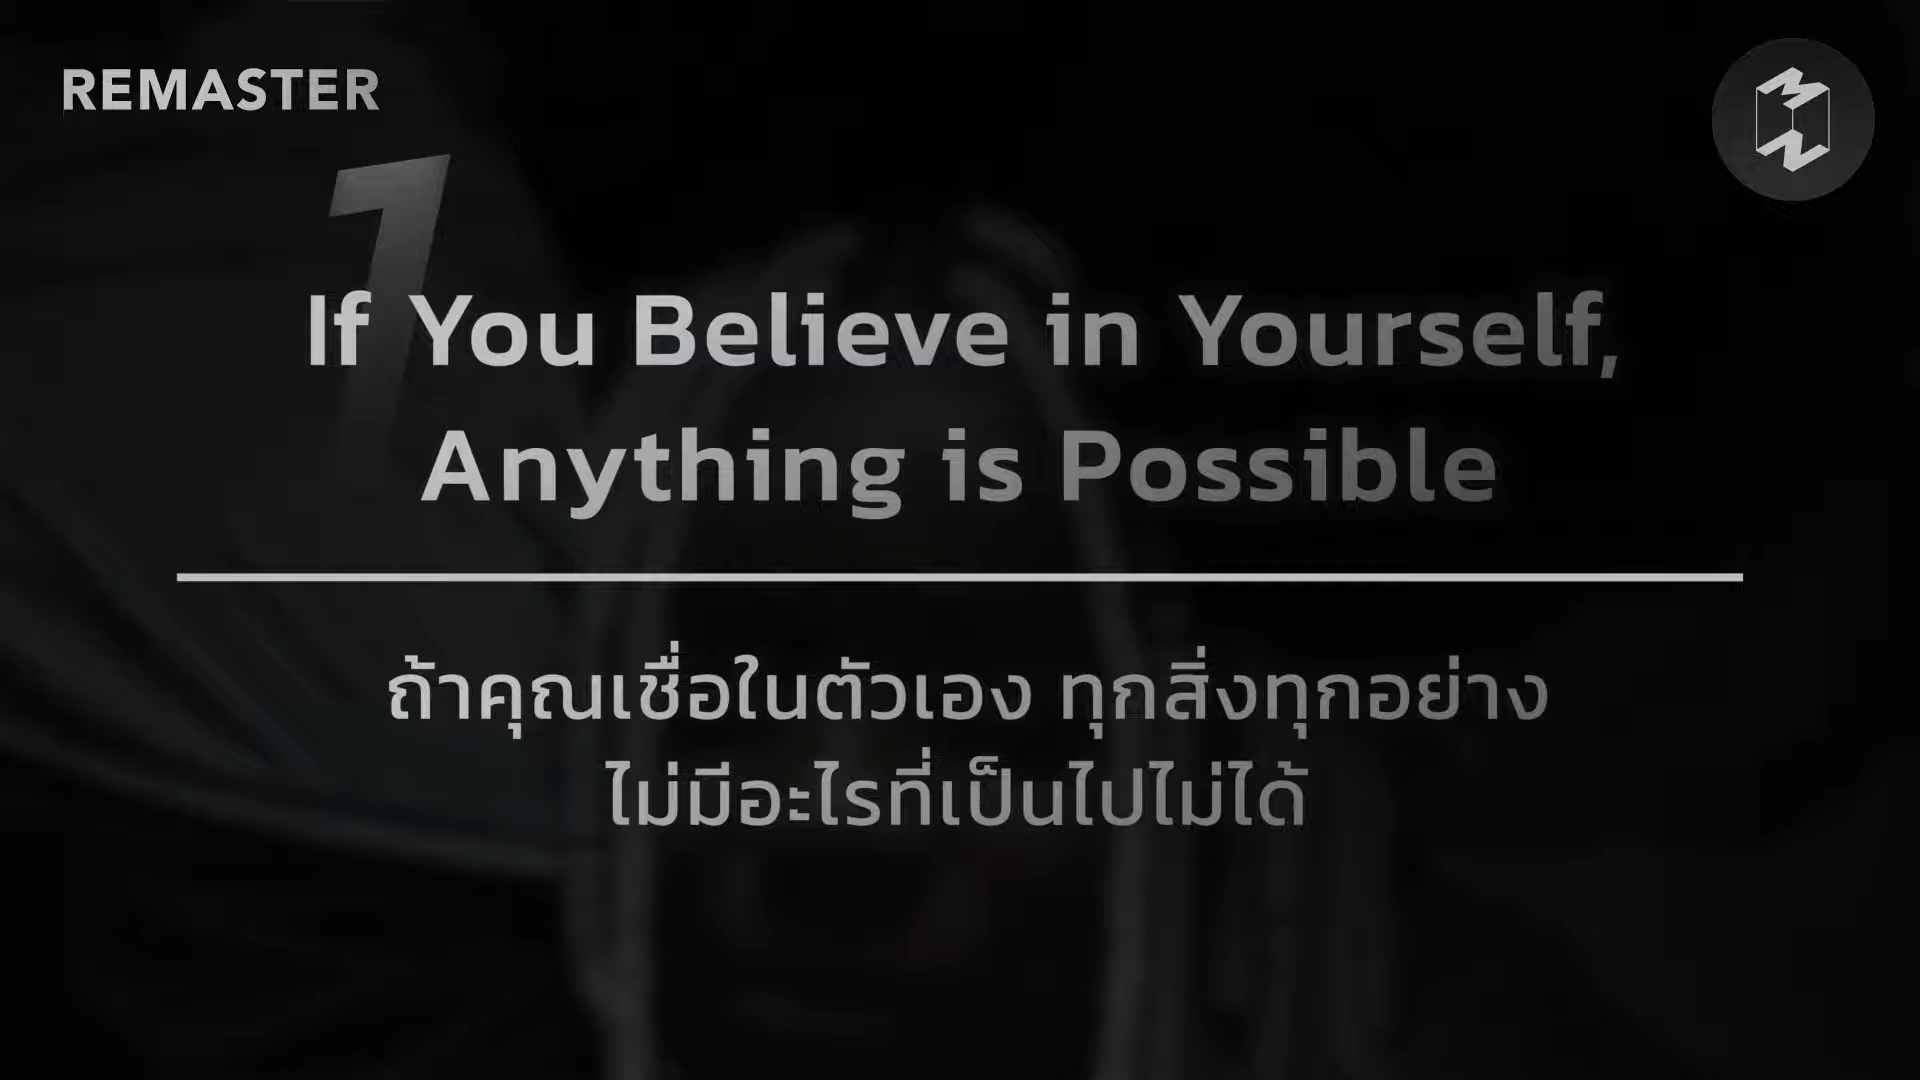 REMASTER
1
If You Believe in Yourself,
Anything is Possible
ถ้าคุณเชื่อในตัวเอง ทุกสิ่งทุกอย่าง
ไม่มีอะไรที่เป็นไปไม่ได้